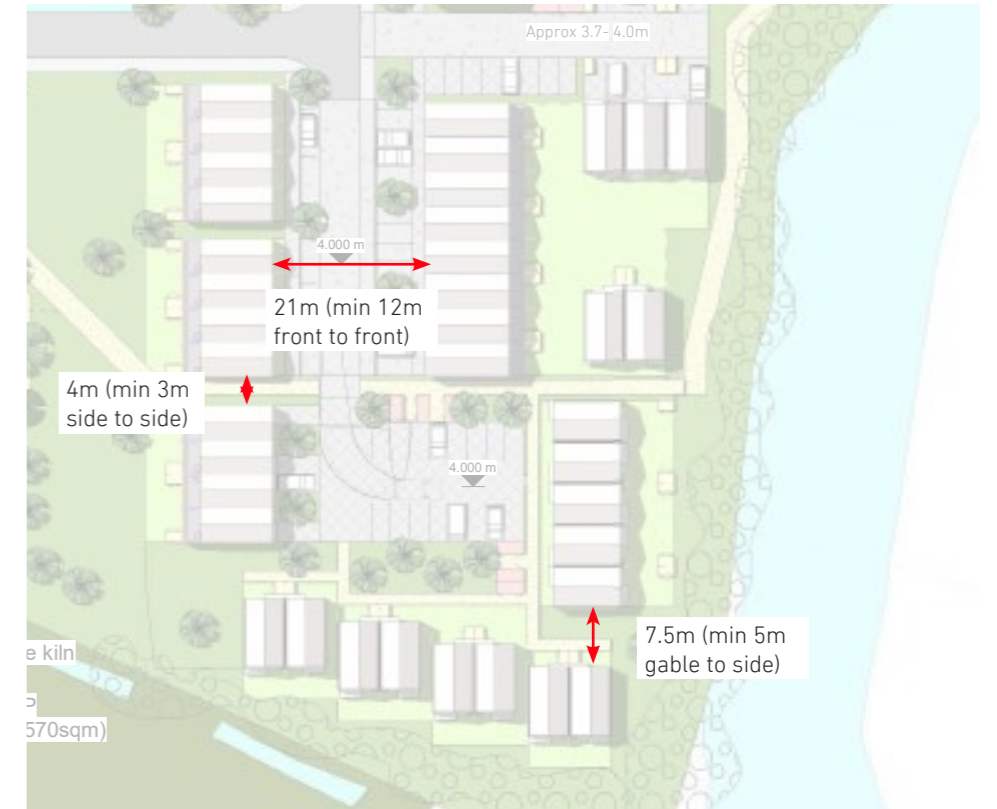 Approx 3.7- 4.0m
4.000 m
21m (min 12m
front to front)
4m (min 3m
side to side)
4.000 m
7.5m (min 5m
gable to side)
e kiln
570sqm)